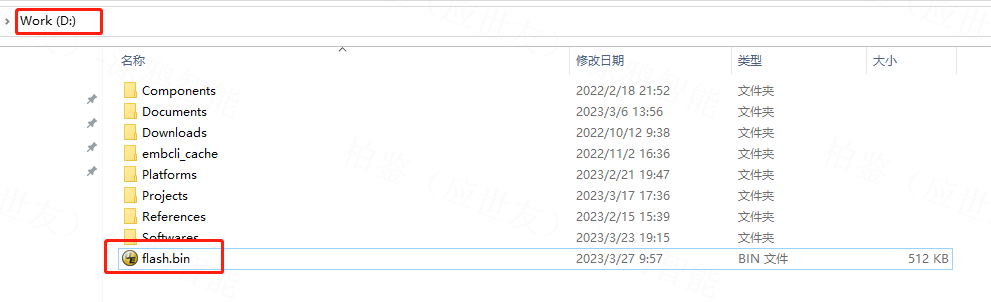 Work (D:)
名称 修改日期 类型 大小
Components 2022/2/18 21:52 文件夹
Documents 2023/3/6 13:56 文件夹
Downloads 2022/10/12 9:38 文件夹
embcli_cache 2022/11/2 16:36 文件夹
Platforms 2023/2/21 19:47 文件夹
Projects 2023/3/17 17:36 文件夹
References 2023/2/15 15:39 文件夹
Softwares 2023/3/23 19:15 文件夹
flash.bin 2023/3/27 9:57 BIN 文件 512 KB
柏鉴（应世友）